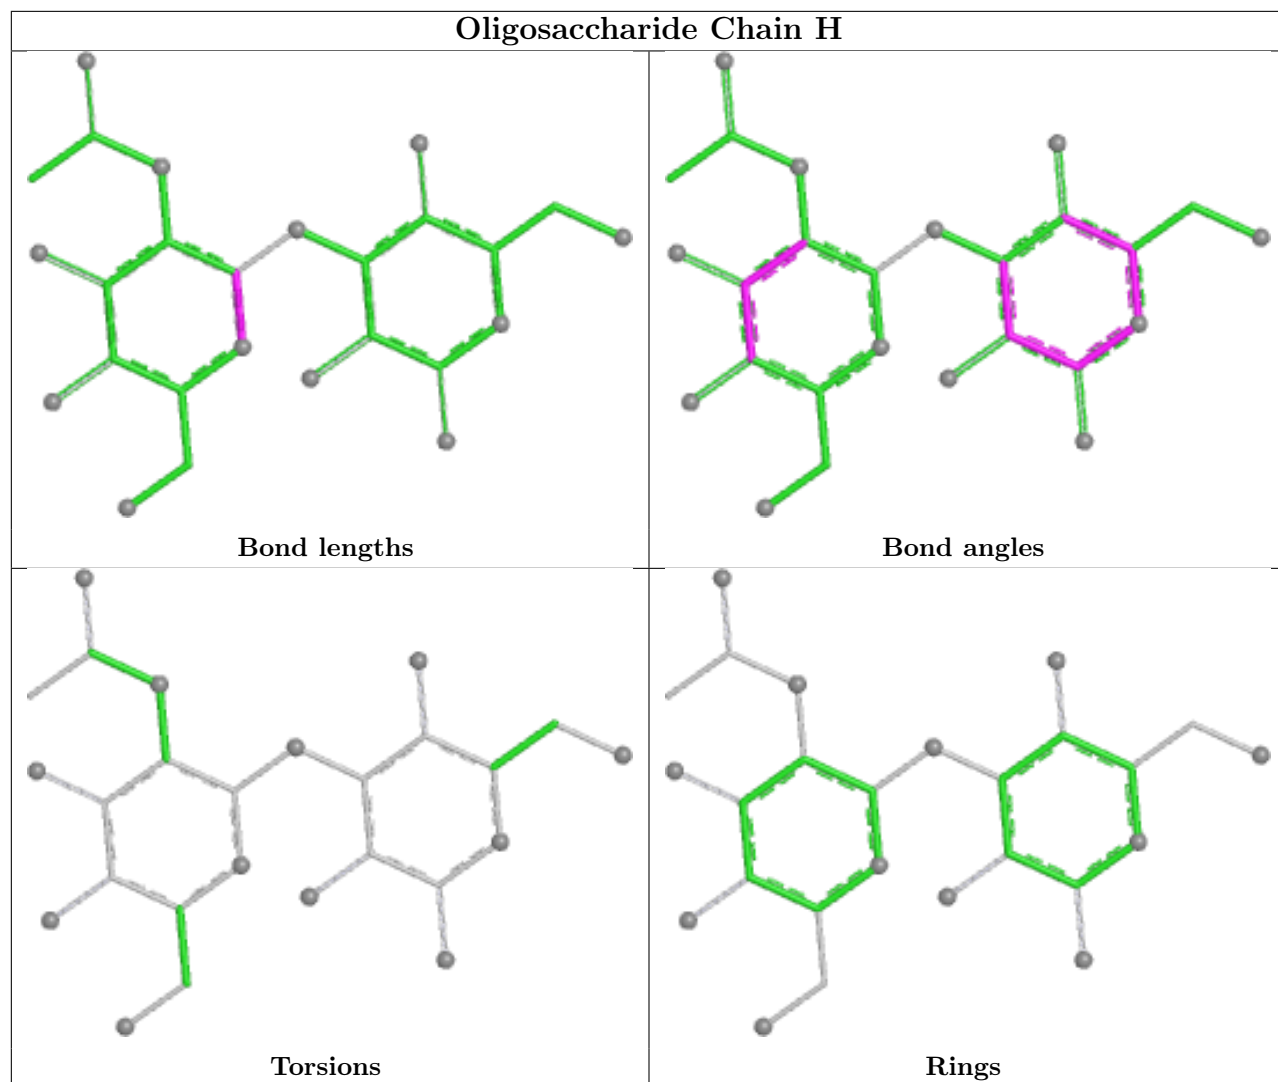 Oligosaccharide Chain H
Bond lengths
Bond angles
Torsions
Rings